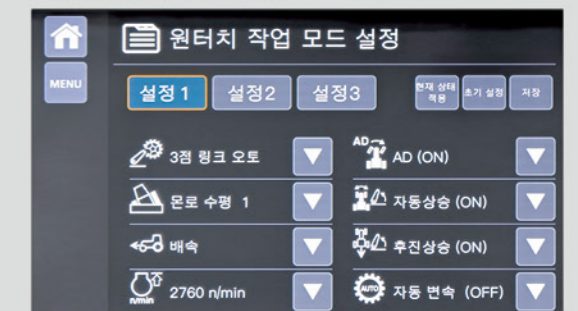 원터치 작업 모드 설정
MENU
설정 1 설정2 설정3 현재 상태 적용 초기 설정 저장
3점 링크 오토 AD AD (ON)
몬로 수평 1 자동상승 (ON)
배속 후진상승 (ON)
n/min 2760 n/min AUTO 자동 변속 (OFF)